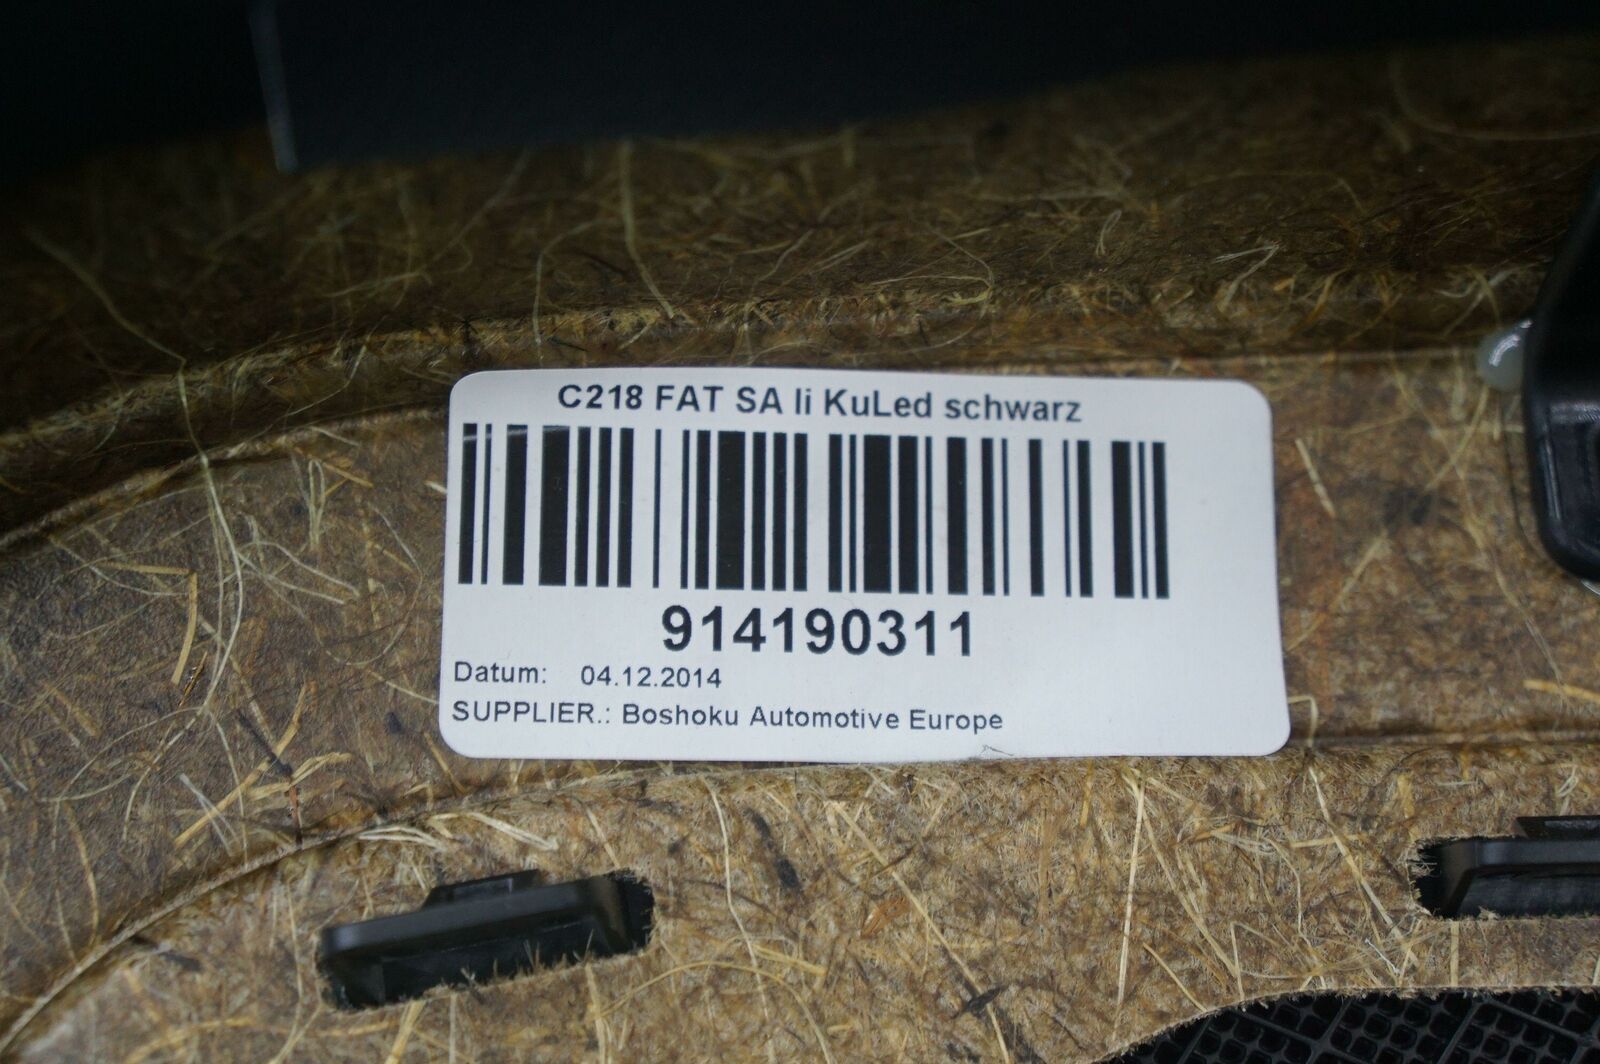 C218 FAT SA li KuLed schwarz
914190311
Datum: 04.12.2014
SUPPLIER.: Boshoku Automotive Europe